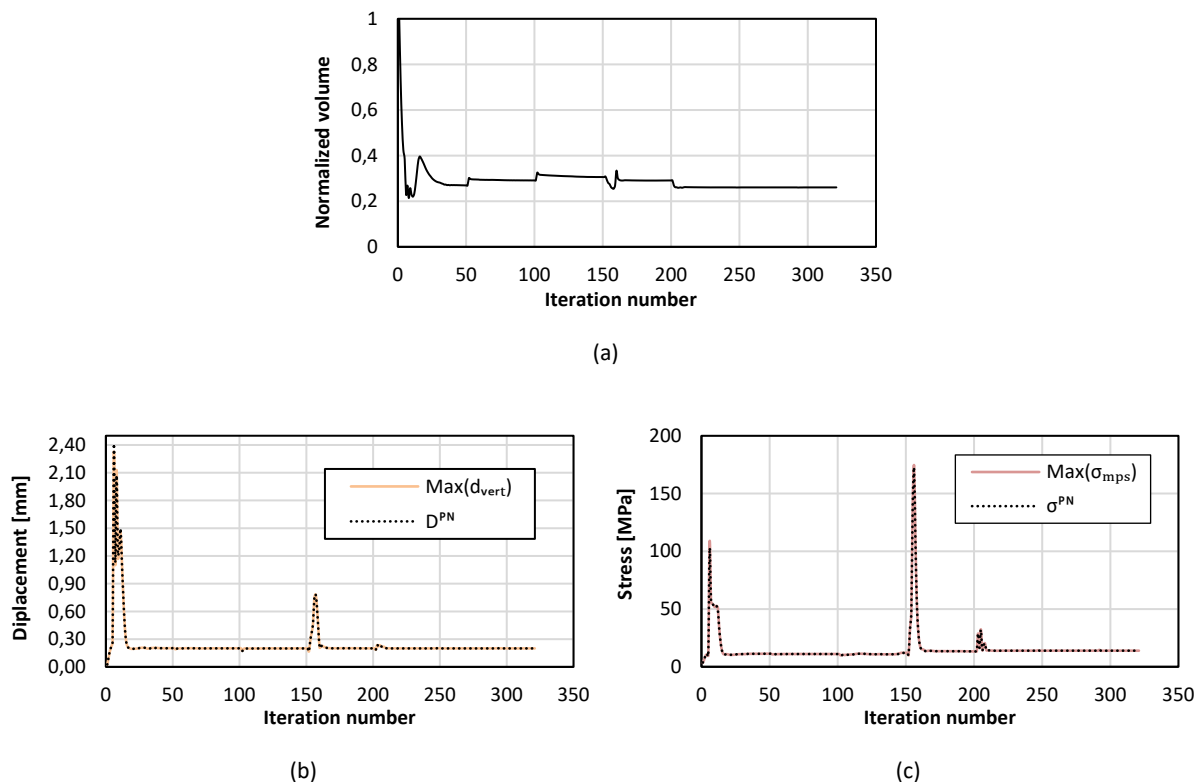 Normalized volume
1
0,8
0,6
0,4
0,2
0
0 50 100 150 200 250 300 350
Iteration number
(a)
Diplacement [mm]
2,40
2,10
1,80
1,50
1,20
0,90
0,60
0,30
0,00
Max(dvert)
DPN
0 50 100 150 200 250 300 350
Iteration number
(b)
Stress [MPa]
200
150
100
50
0
Max(σmps)
σPN
0 50 100 150 200 250 300 350
Iteration number
(c)